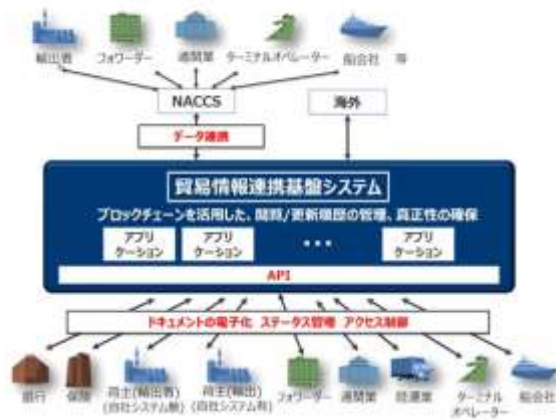 輸出者
フォワーダー
通関業
ターミナルオペレーター
船会社 等
NACCS
海外
データ連携
貿易情報連携基盤システム
ブロックチェーンを活用した、閲覧/更新履歴の管理、真正性の確保
アプリ
ケーション
アプリ
ケーション
・・・
アプリ
ケーション
API
ドキュメントの電子化 ステータス管理 アクセス制御
銀行
保険
荷主(輸出者)
(自社システム無)
荷主(輸出)
(自社システム有)
フォワーダー
通関業
陸運業
ターミナル
オペレーター
船会社